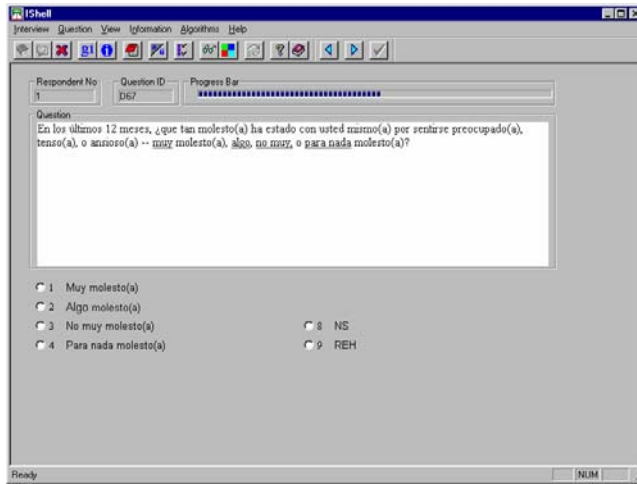 IShell
Interview Question View Information Algorithms Help
g1
Respondent No
Question ID
Progress Bar
1
D67
Question
En los últimos 12 meses, ¿que tan molesto(a) ha estado con usted mismo(a) por sentirse preocupado(a),
tenso(a), o ansioso(a) -- muy molesto(a), algo, no muy, o para nada molesto(a)?
1 Muy molesto(a)
2 Algo molesto(a)
3 No muy molesto(a)
8 NS
4 Para nada molesto(a)
9 REH
Ready
NUM